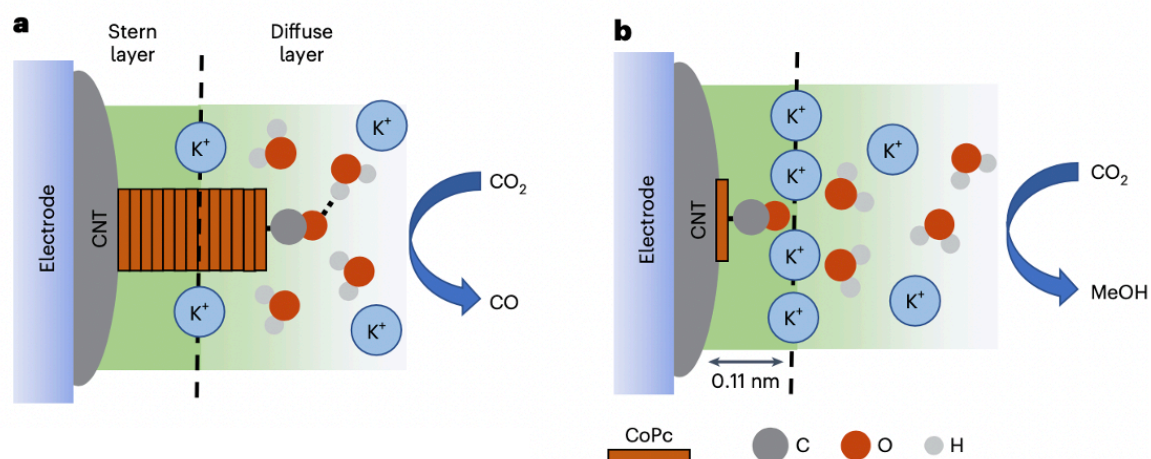 a
Stern
layer
Diffuse
layer
Electrode
CNT
K⁺
K⁺
K⁺
K⁺
CO₂
CO
b
Electrode
CNT
K⁺
K⁺
K⁺
K⁺
K⁺
K⁺
CO₂
MeOH
0.11 nm
CoPc
C
O
H